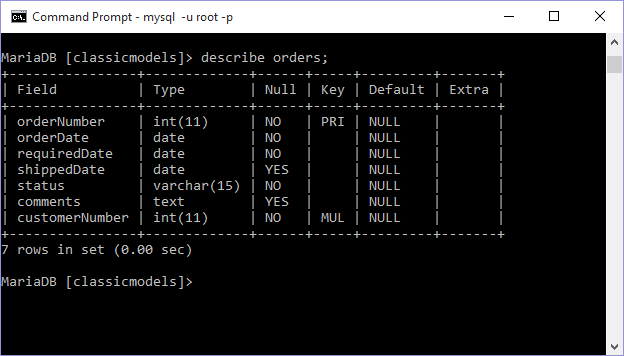 Command Prompt - mysql  -u root -p
MariaDB [classicmodels]> describe orders;
+----------------+-------------+------+-----+---------+-------+
| Field          | Type        | Null | Key | Default | Extra |
+----------------+-------------+------+-----+---------+-------+
| orderNumber    | int(11)     | NO   | PRI | NULL    |       |
| orderDate      | date        | NO   |     | NULL    |       |
| requiredDate   | date        | NO   |     | NULL    |       |
| shippedDate    | date        | YES  |     | NULL    |       |
| status         | varchar(15) | NO   |     | NULL    |       |
| comments       | text        | YES  |     | NULL    |       |
| customerNumber | int(11)     | NO   | MUL | NULL    |       |
+----------------+-------------+------+-----+---------+-------+
7 rows in set (0.00 sec)
MariaDB [classicmodels]>